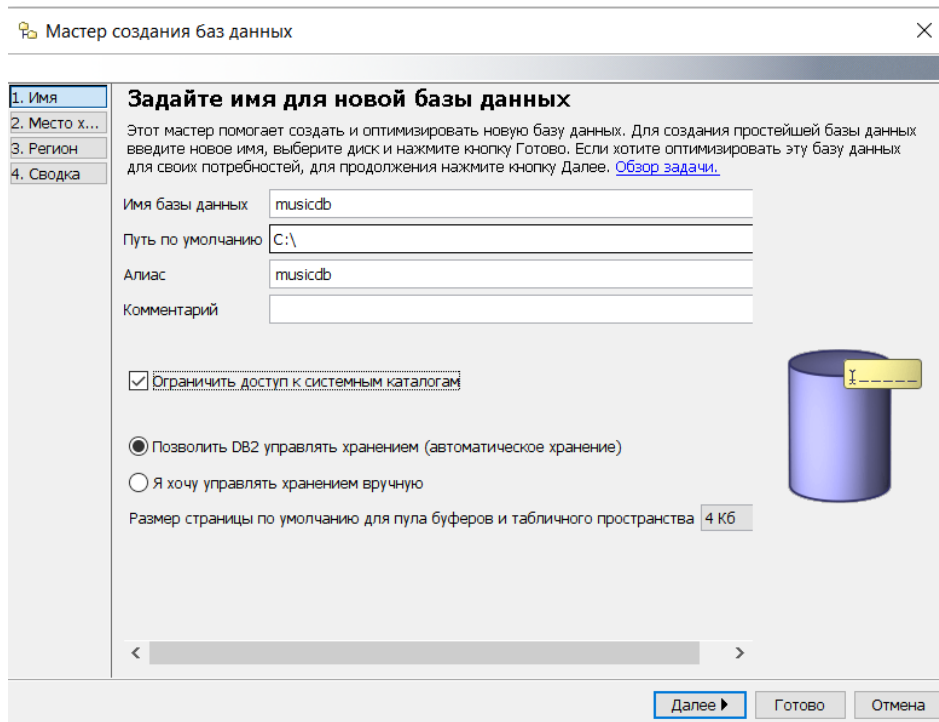 Мастер создания баз данных
1. Имя
2. Место х...
3. Регион
4. Сводка
Задайте имя для новой базы данных
Этот мастер помогает создать и оптимизировать новую базу данных. Для создания простейшей базы данных
введите новое имя, выберите диск и нажмите кнопку Готово. Если хотите оптимизировать эту базу данных
для своих потребностей, для продолжения нажмите кнопку Далее. Обзор задачи.
Имя базы данных musicdb
Путь по умолчанию C:\
Алиас musicdb
Комментарий
Ограничить доступ к системным каталогам
Позволить DB2 управлять хранением (автоматическое хранение)
Я хочу управлять хранением вручную
Размер страницы по умолчанию для пула буферов и табличного пространства 4 Кб
Далее Готово Отмена